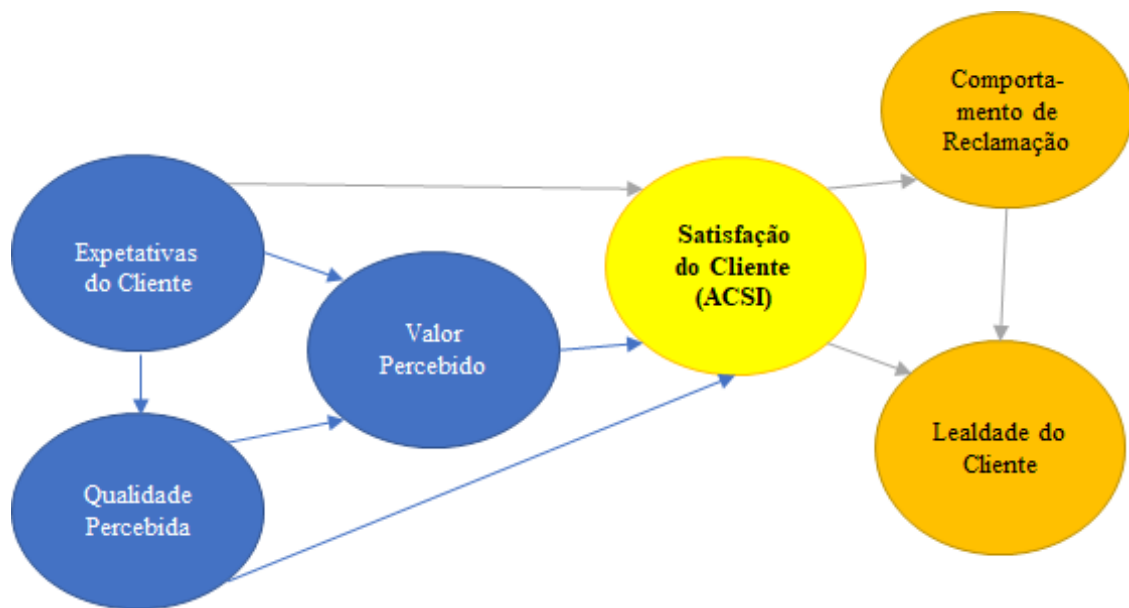 Expetativas
do Cliente
Qualidade
Percebida
Valor
Percebido
Satisfação
do Cliente
(ACSI)
Comporta-
mento de
Reclamação
Lealdade do
Cliente